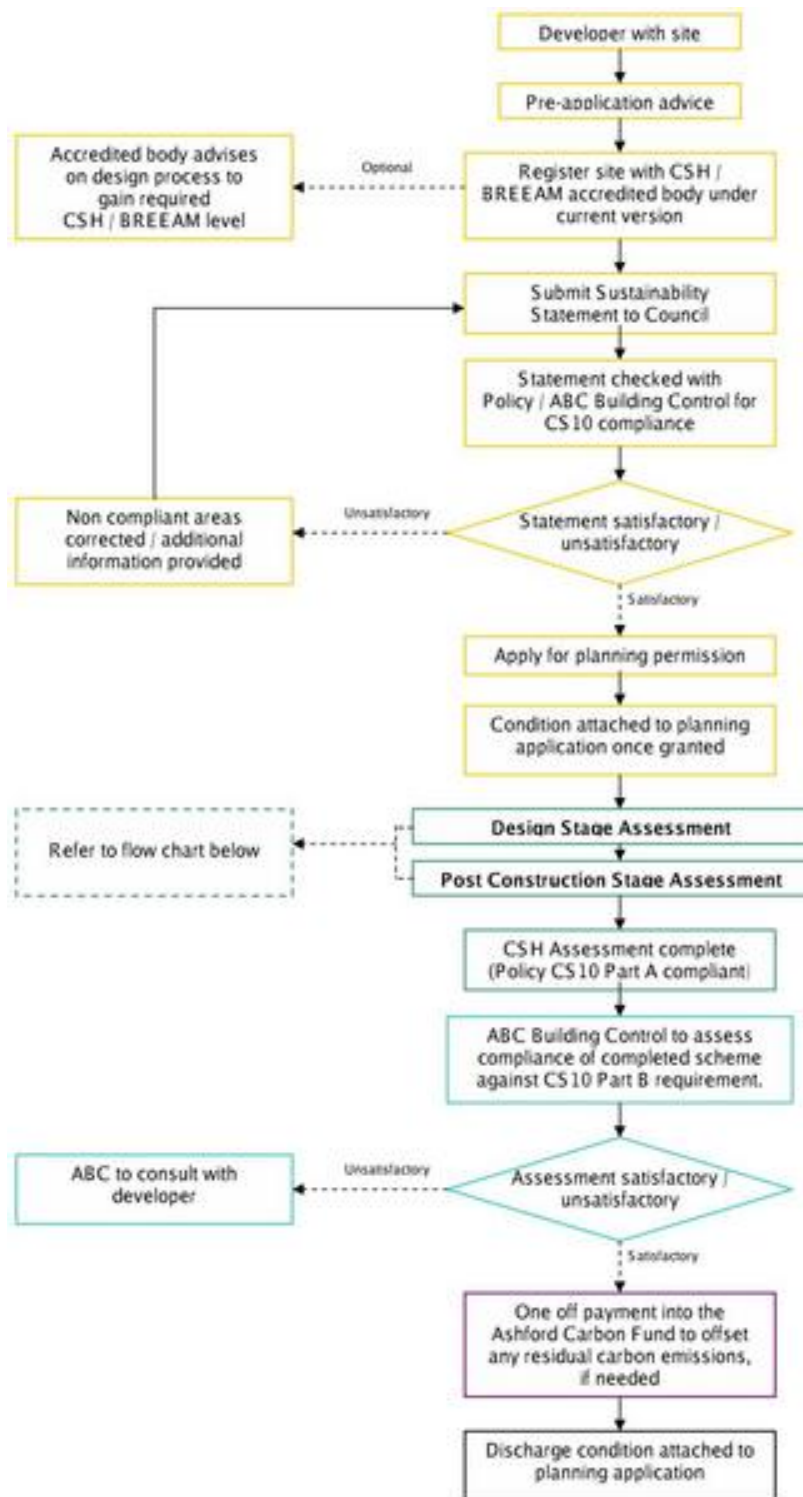 Developer with site
Pre-application advice
Accredited body advises
on design process to
gain required
CSH / BREEAM level
Optional
Register site with CSH /
BREEAM accredited body under
current version
Submit Sustainability
Statement to Council
Statement checked with
Policy / ABC Building Control for
CS10 compliance
Non compliant areas
corrected / additional
information provided
Unsatisfactory
Statement satisfactory /
unsatisfactory
Satisfactory
Apply for planning permission
Condition attached to planning
application once granted
Refer to flow chart below
Design Stage Assessment
Post Construction Stage Assessment
CSH Assessment complete
(Policy CS10 Part A compliant)
ABC Building Control to assess
compliance of completed scheme
against CS10 Part B requirement.
ABC to consult with
developer
Unsatisfactory
Assessment satisfactory /
unsatisfactory
Satisfactory
One off payment into the
Ashford Carbon Fund to offset
any residual carbon emissions,
if needed
Discharge condition attached to
planning application